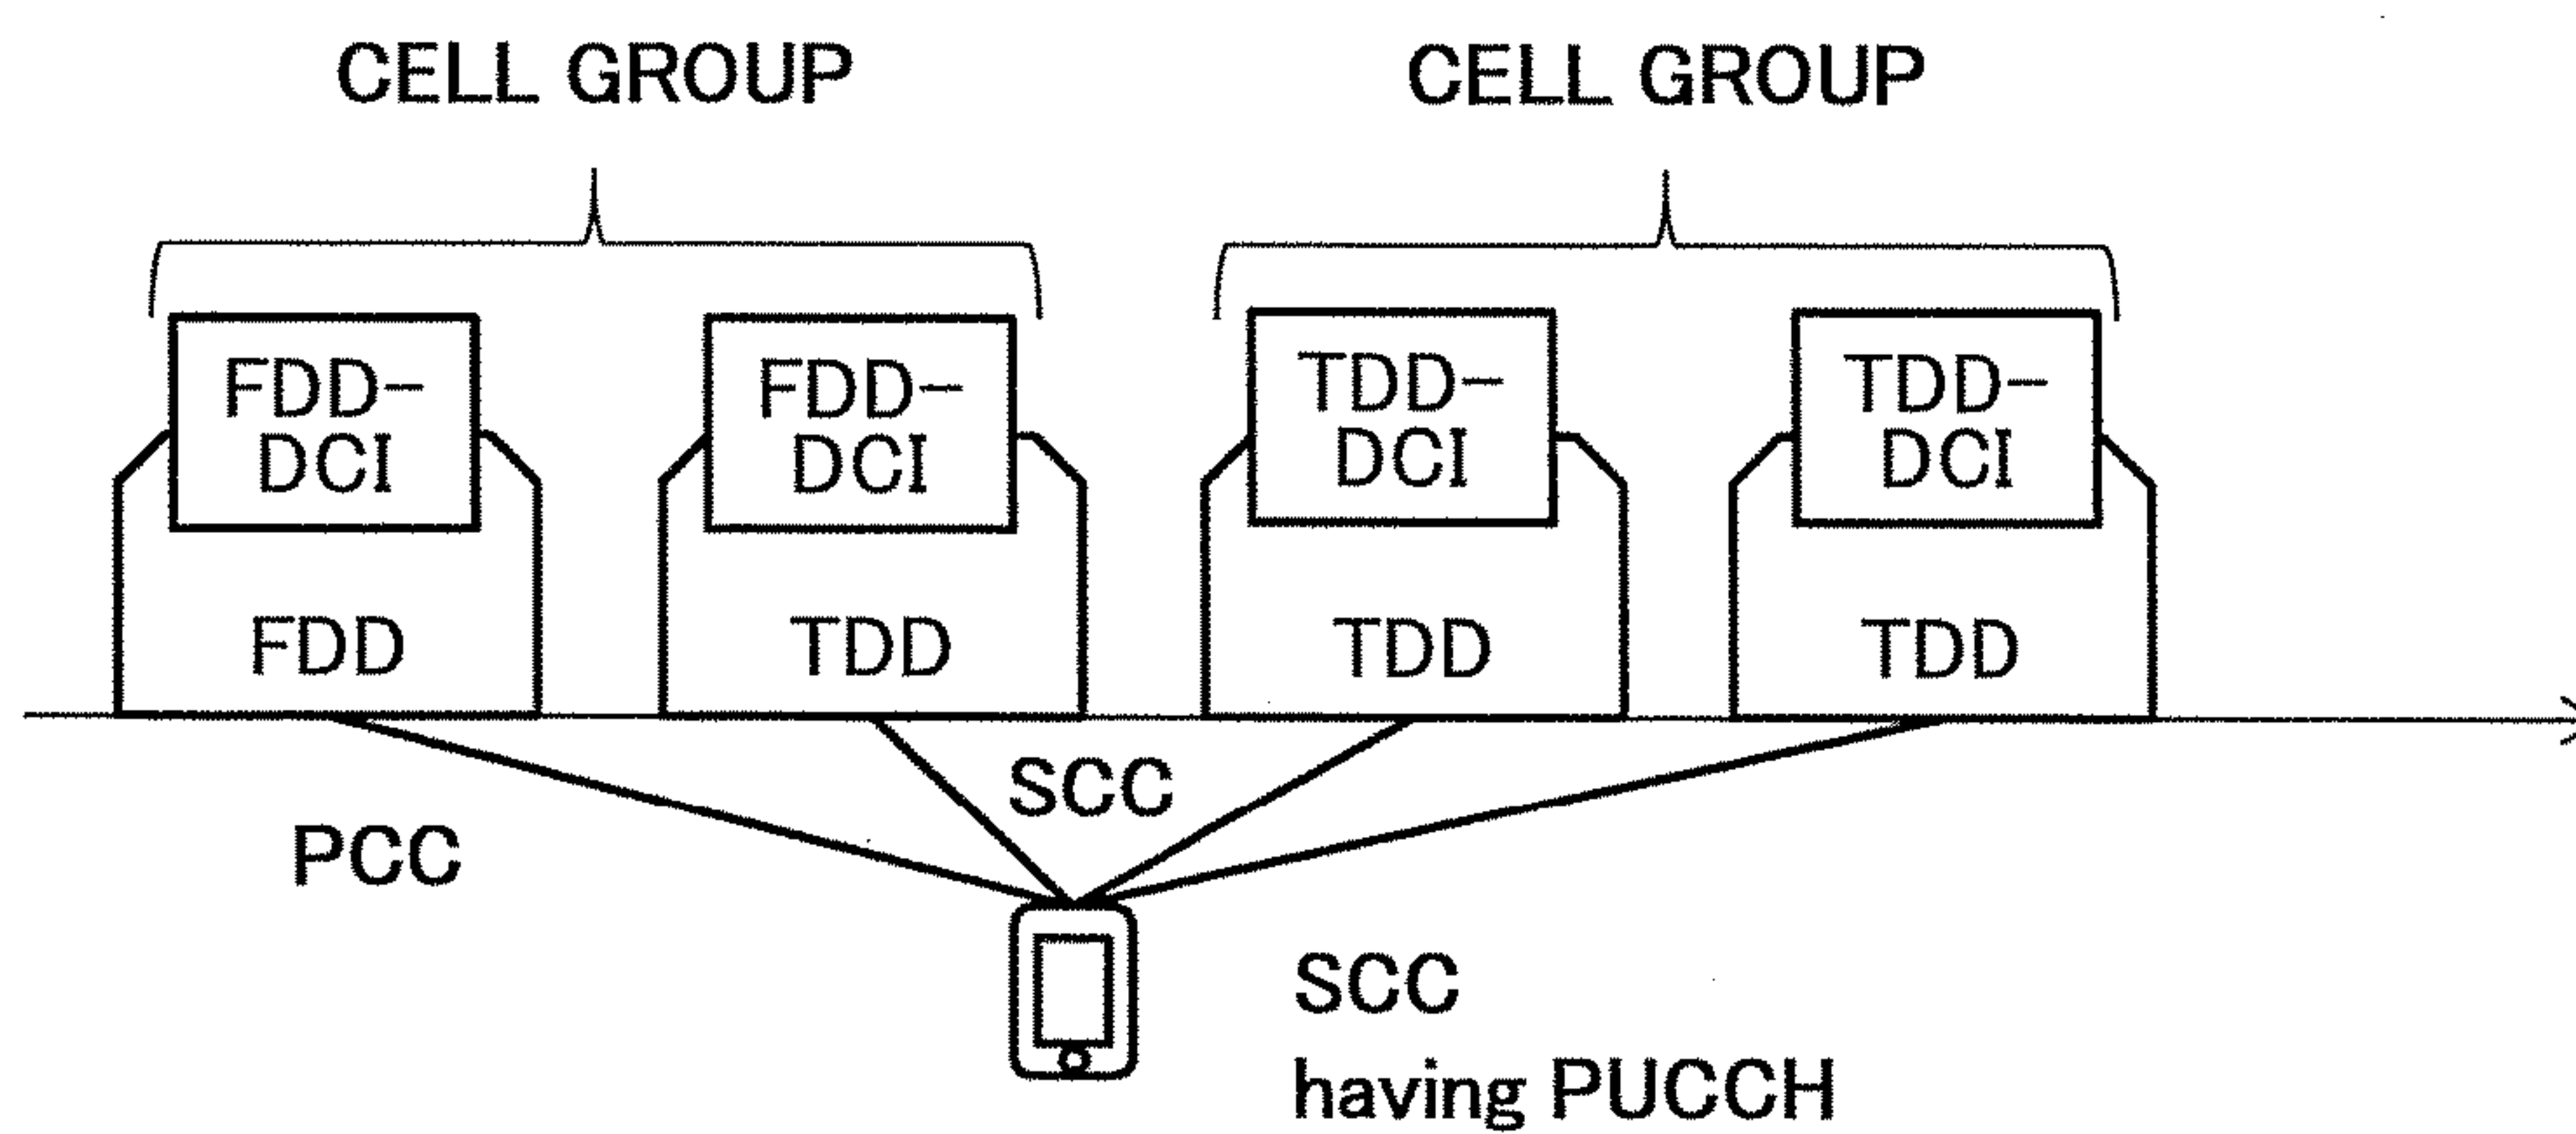 CELL GROUP
CELL GROUP
FDD-
DCI
FDD-
DCI
TDD-
DCI
TDD-
DCI
FDD
TDD
TDD
TDD
SCC
PCC
SCC
having PUCCH